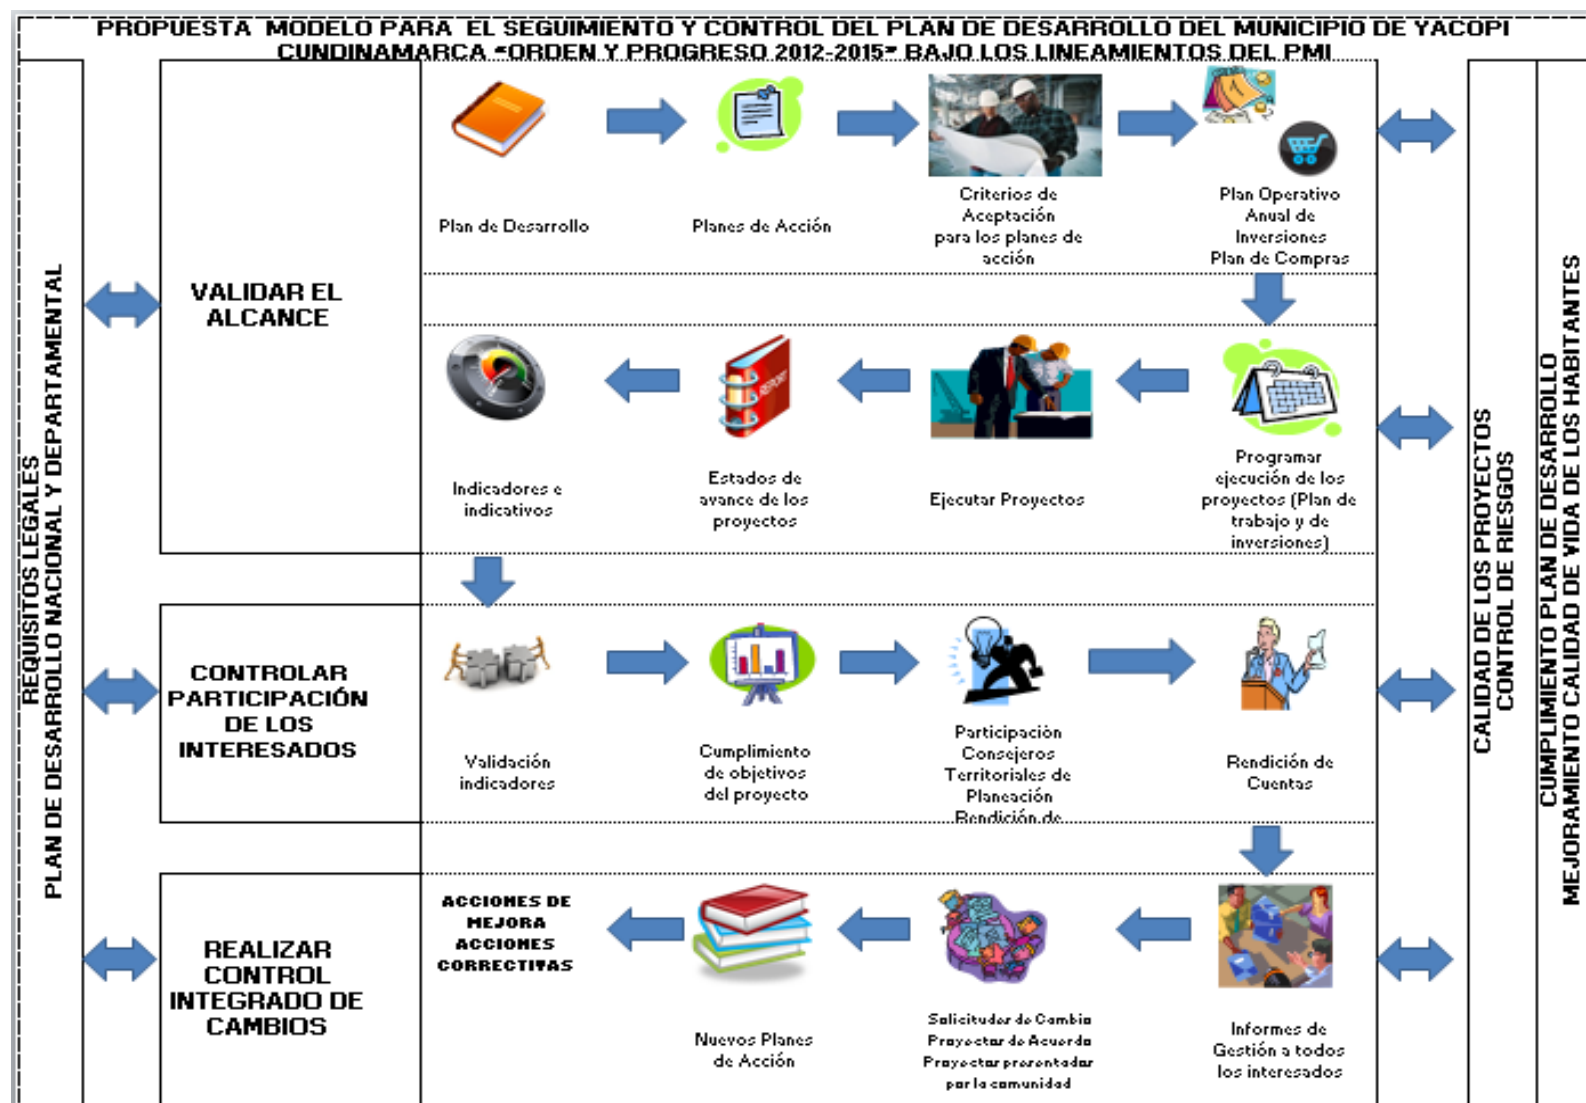 PROPUESTA MODELO PARA EL SEGUIMIENTO Y CONTROL DEL PLAN DE DESARROLLO DEL MUNICIPIO DE YACOPI
CUNDINAMARCA "ORDEN Y PROGRESO 2012-2015" BAJO LOS LINEAMIENTOS DEL PMI
REQUISITOS LEGALES
PLAN DE DESARROLLO NACIONAL Y DEPARTAMENTAL
VALIDAR EL
ALCANCE
Plan de Desarrollo
Planes de Acción
Criterios de
Aceptación
para los planes de
acción
Plan Operativo
Anual de
Inversiones
Plan de Compras
Indicadores e
indicativos
REPORT
Estados de
avance de los
proyectos
Ejecutar Proyectos
Programar
ejecución de los
proyectos (Plan de
trabajo y de
inversiones)
CONTROLAR
PARTICIPACIÓN
DE LOS
INTERESADOS
Validación
indicadores
Cumplimiento
de objetivos
del proyecto
Participación
Consejeros
Territoriales de
Planeación
Rendición de
Rendición de
Cuentas
REALIZAR
CONTROL
INTEGRADO DE
CAMBIOS
ACCIONES DE
MEJORA
ACCIONES
CORRECTIVAS
Nuevos Planes
de Acción
Solicitudes de Cambio
Proyectos de Acuerdo
Proyectos presentados
por la comunidad
Informes de
Gestión a todos
los interesados
CALIDAD DE LOS PROYECTOS
CONTROL DE RIESGOS
CUMPLIMIENTO PLAN DE DESARROLLO
MEJORAMIENTO CALIDAD DE VIDA DE LOS HABITANTES